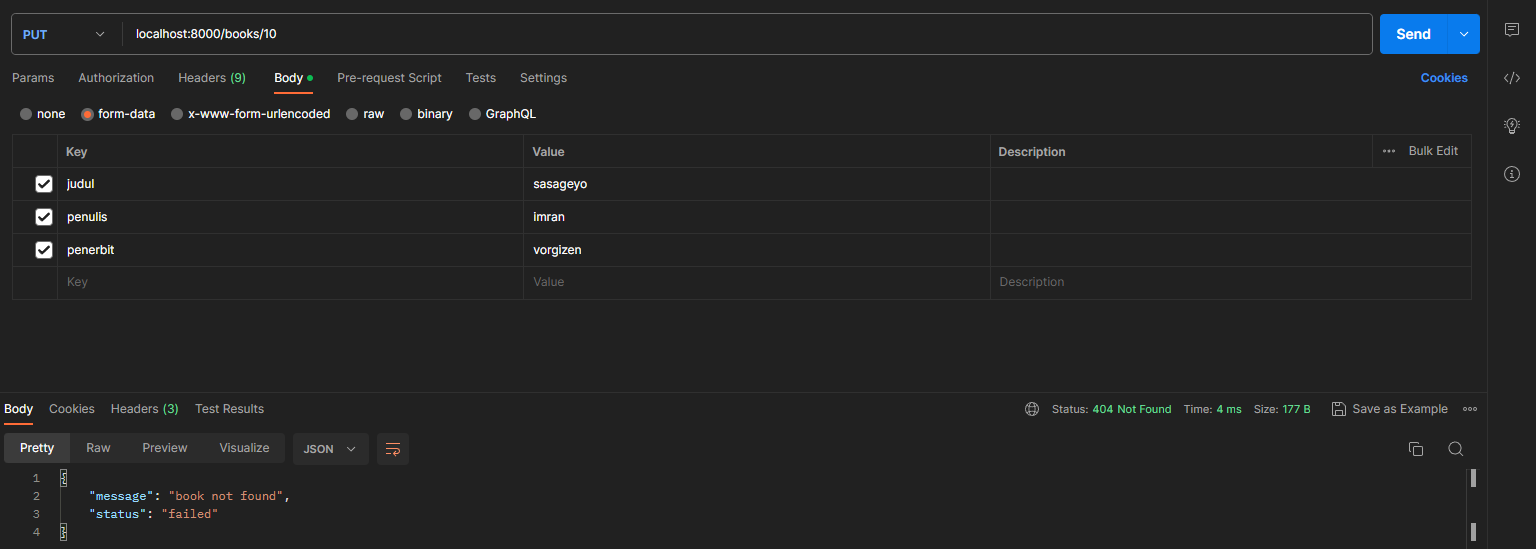 PUT localhost:8000/books/10 Send
Params Authorization Headers (9) Body Pre-request Script Tests Settings Cookies
none form-data x-www-form-urlencoded raw binary GraphQL
Key Value Description Bulk Edit
judul sasageyo
penulis imran
penerbit vorgizen
Key Value Description
Body Cookies Headers (3) Test Results Status: 404 Not Found Time: 4 ms Size: 177 B Save as Example
Pretty Raw Preview Visualize JSON
1 {
2 "message": "book not found",
3 "status": "failed"
4 }